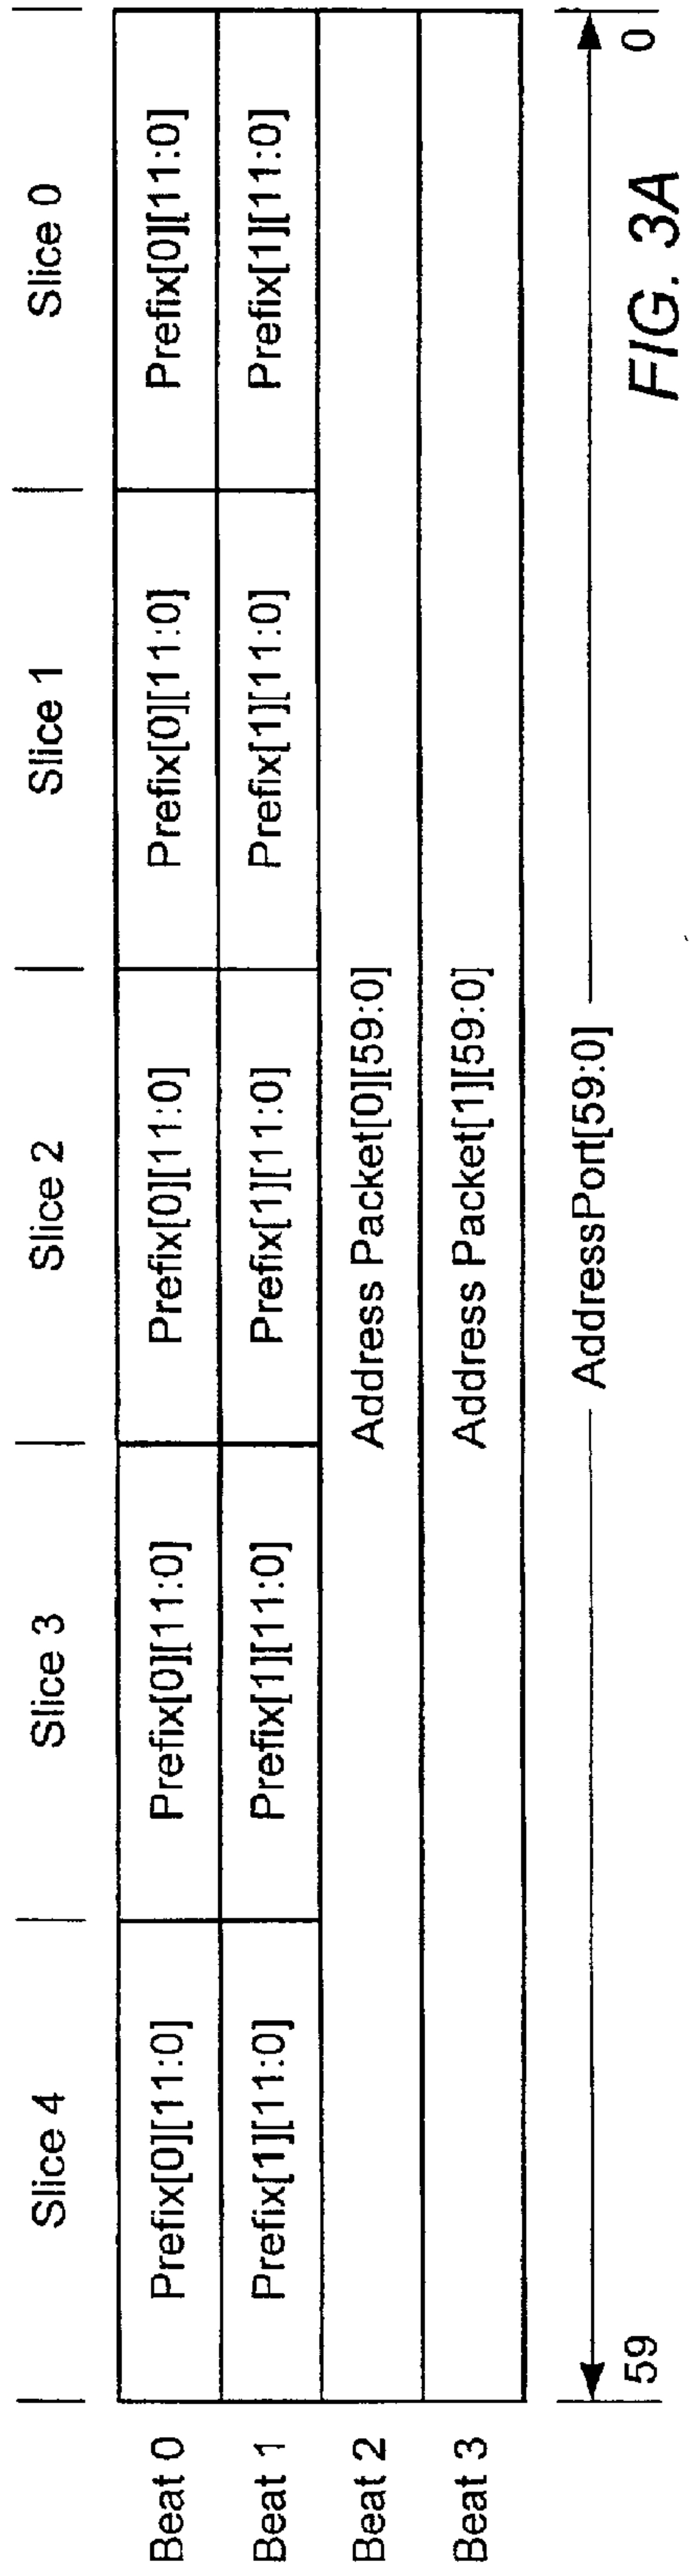 Slice 4 Slice 3 Slice 2 Slice 1 Slice 0
Beat 0 Prefix[0][11:0] Prefix[0][11:0] Prefix[0][11:0] Prefix[0][11:0] Prefix[0][11:0]
Beat 1 Prefix[1][11:0] Prefix[1][11:0] Prefix[1][11:0] Prefix[1][11:0] Prefix[1][11:0]
Beat 2 Address Packet[0][59:0]
Beat 3 Address Packet[1][59:0]
AddressPort[59:0]
59 0
FIG. 3A